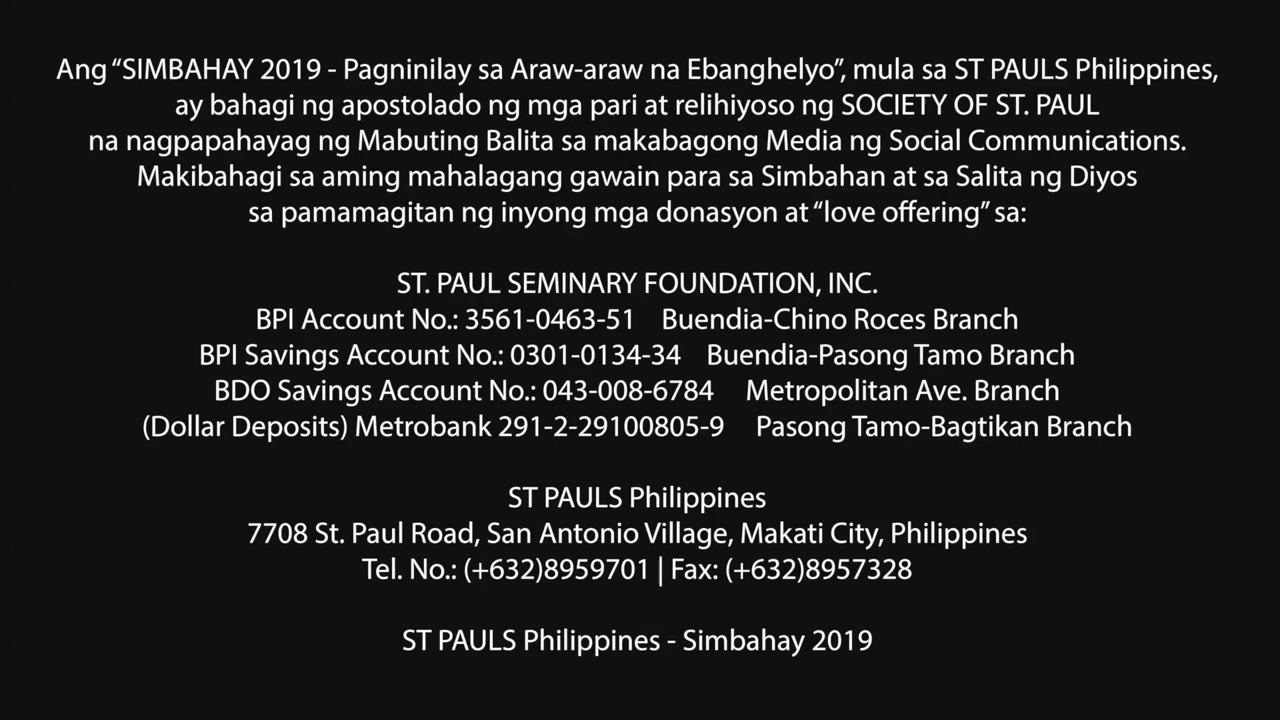 Ang “SIMBAHAY 2019 - Pagninilay sa Araw-araw na Ebanghelyo”, mula sa ST PAULS Philippines,
ay bahagi ng apostolado ng mga pari at relihiyoso ng SOCIETY OF ST. PAUL
na nagpapahayag ng Mabuting Balita sa makabagong Media ng Social Communications.
Makibahagi sa aming mahalagang gawain para sa Simbahan at sa Salita ng Diyos
sa pamamagitan ng inyong mga donasyon at “love offering” sa:
ST. PAUL SEMINARY FOUNDATION, INC.
BPI Account No.: 3561-0463-51 Buendia-Chino Roces Branch
BPI Savings Account No.: 0301-0134-34 Buendia-Pasong Tamo Branch
BDO Savings Account No.: 043-008-6784 Metropolitan Ave. Branch
(Dollar Deposits) Metrobank 291-2-29100805-9 Pasong Tamo-Bagtikan Branch
ST PAULS Philippines
7708 St. Paul Road, San Antonio Village, Makati City, Philippines
Tel. No.: (+632)8959701 | Fax: (+632)8957328
ST PAULS Philippines - Simbahay 2019